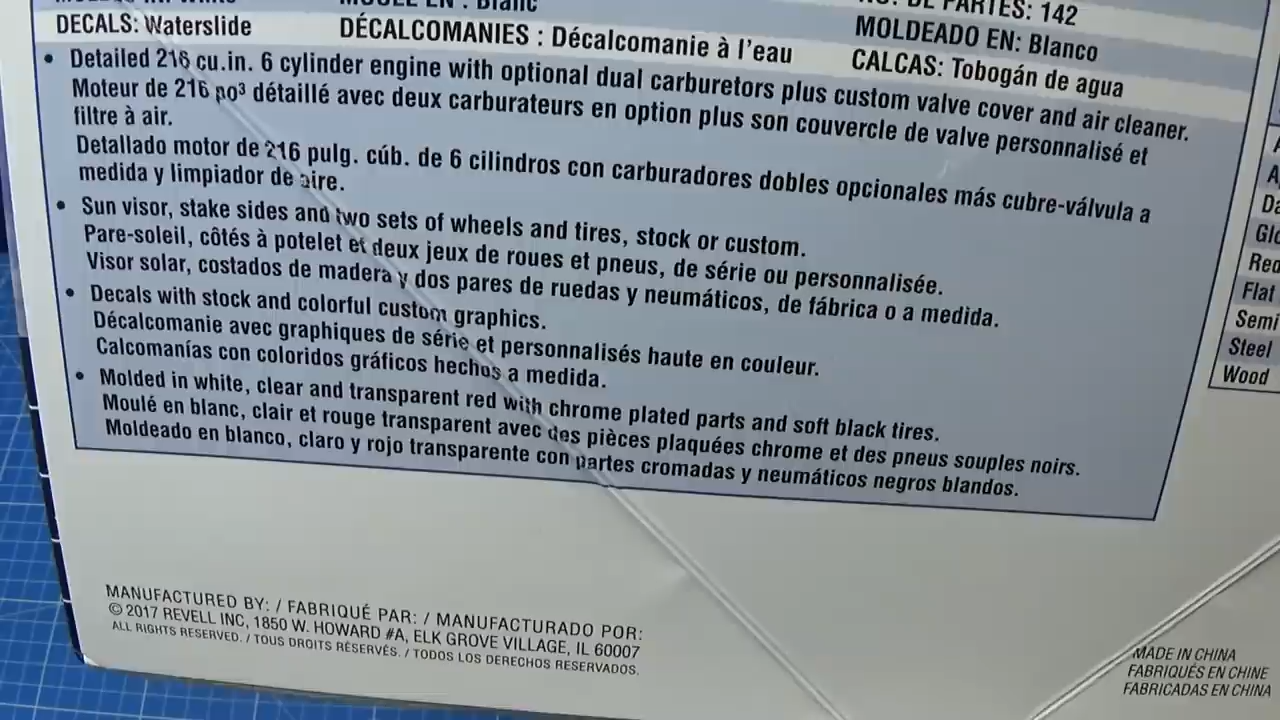 MOULÉ EN : Blanc
NO. DE PARTES: 142
DECALS: Waterslide
DÉCALCOMANIES : Décalcomanie à l'eau
MOLDEADO EN: Blanco
CALCAS: Tobogán de agua
• Detailed 216 cu.in. 6 cylinder engine with optional dual carburetors plus custom valve cover and air cleaner.
Moteur de 216 po³ détaillé avec deux carburateurs en option plus son couvercle de valve personnalisé et
filtre à air.
Detallado motor de 216 pulg. cúb. de 6 cilindros con carburadores dobles opcionales más cubre-válvula a
medida y limpiador de aire.
• Sun visor, stake sides and two sets of wheels and tires, stock or custom.
Pare-soleil, côtés à potelet et deux jeux de roues et pneus, de série ou personnalisée.
Visor solar, costados de madera y dos pares de ruedas y neumáticos, de fábrica o a medida.
• Decals with stock and colorful custom graphics.
Décalcomanie avec graphiques de série et personnalisés haute en couleur.
Calcomanías con coloridos gráficos hechos a medida.
• Molded in white, clear and transparent red with chrome plated parts and soft black tires.
Moulé en blanc, clair et rouge transparent avec des pièces plaquées chrome et des pneus souples noirs.
Moldeado en blanco, claro y rojo transparente con partes cromadas y neumáticos negros blandos.
Red
Flat
Semi
Steel
Wood
MANUFACTURED BY: / FABRIQUÉ PAR: / MANUFACTURADO POR:
© 2017 REVELL INC, 1850 W. HOWARD #A, ELK GROVE VILLAGE, IL 60007
ALL RIGHTS RESERVED. / TOUS DROITS RÉSERVÉS. / TODOS LOS DERECHOS RESERVADOS.
MADE IN CHINA
FABRIQUÉS EN CHINE
FABRICADAS EN CHINA